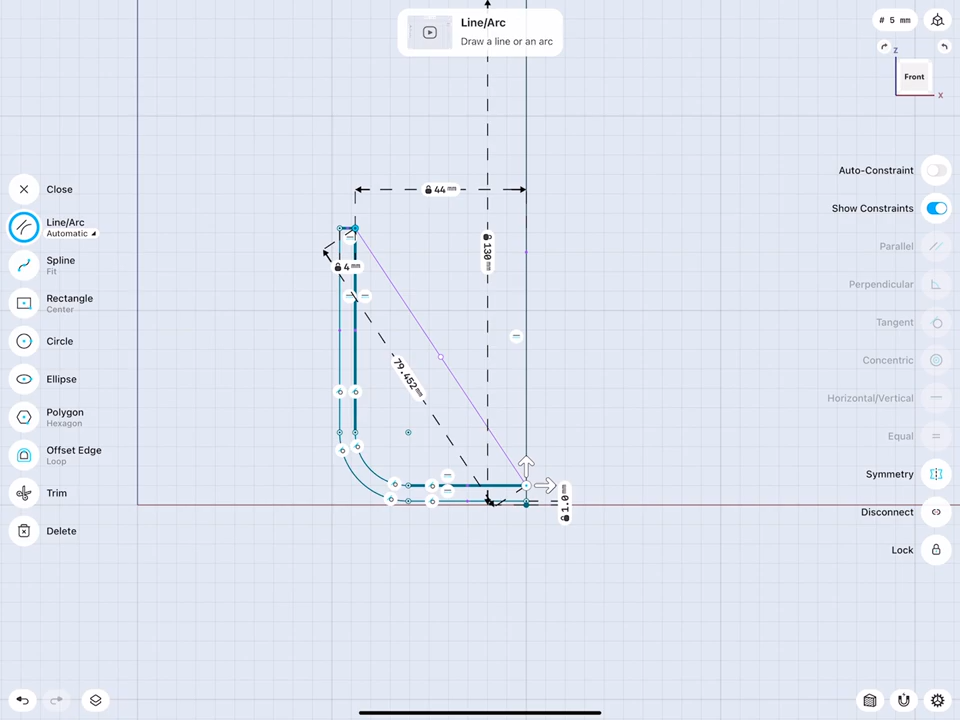 Line/Arc
Draw a line or an arc
# 5 mm
Z
Front
X
Close
Line/Arc
Automatic
Spline
Fit
Rectangle
Center
Circle
Ellipse
Polygon
Hexagon
Offset Edge
Loop
Trim
Delete
44 mm
130 mm
4 mm
79.452 mm
1.0 mm
Auto-Constraint
Show Constraints
Parallel
Perpendicular
Tangent
Concentric
Horizontal/Vertical
Equal
Symmetry
Disconnect
Lock